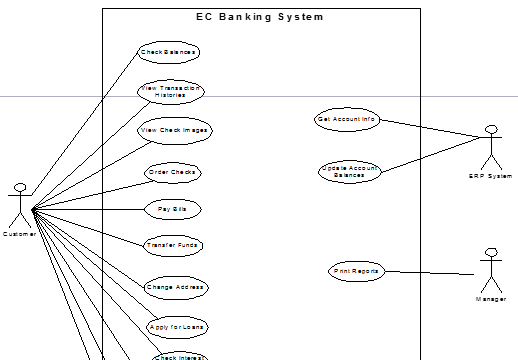 EC Banking System
Check Balances
View Transaction
Histories
View Check Images
Order Checks
Pay Bills
Transfer Funds
Change Address
Apply for Loans
Check Interest
Customer
Get Account Info
Update Account
Balances
Print Reports
ERP System
Manager